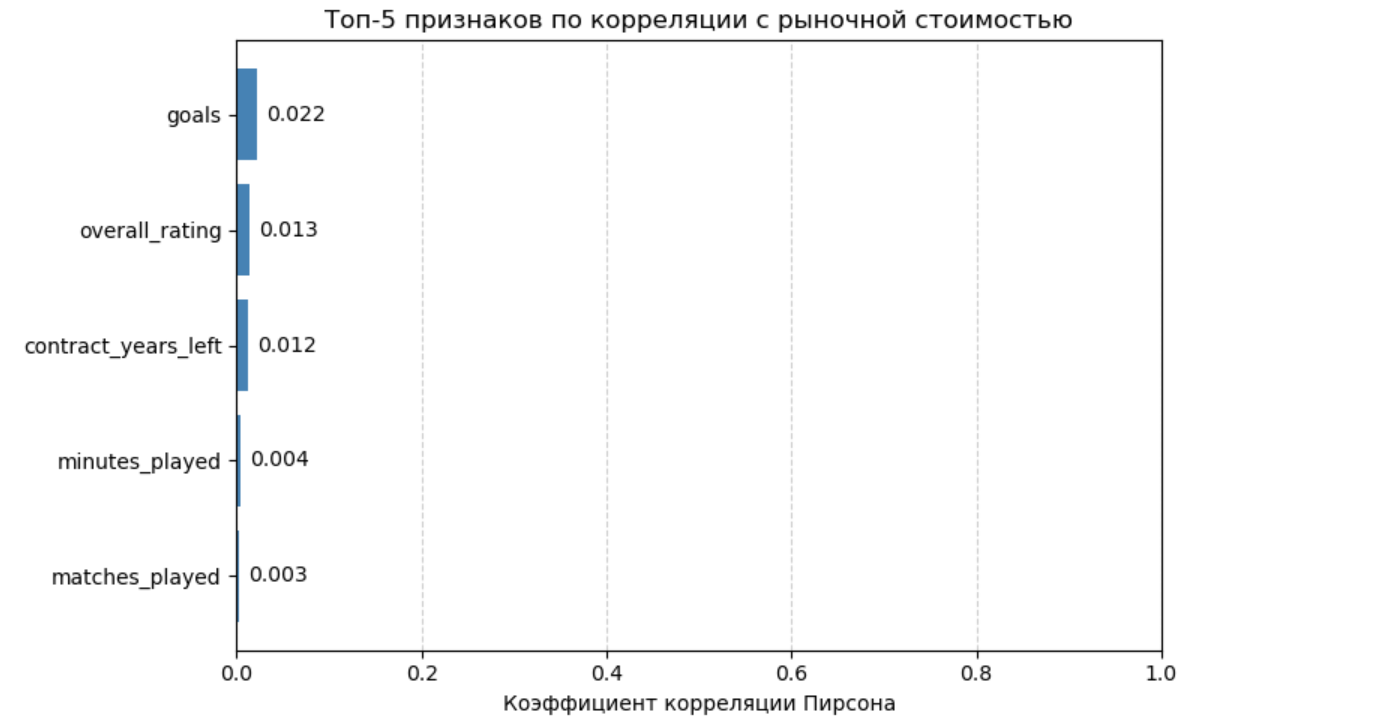 Топ-5 признаков по корреляции с рыночной стоимостью
goals
0.022
overall_rating
0.013
contract_years_left
0.012
minutes_played
0.004
matches_played
0.003
0.0 0.2 0.4 0.6 0.8 1.0
Коэффициент корреляции Пирсона